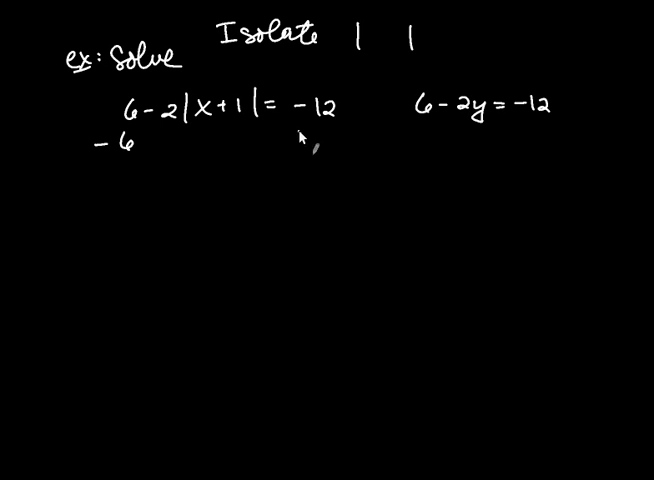 Isolate | |
ex: Solve
6 - 2|x + 1| = - 12 6 - 2y = -12
- 6